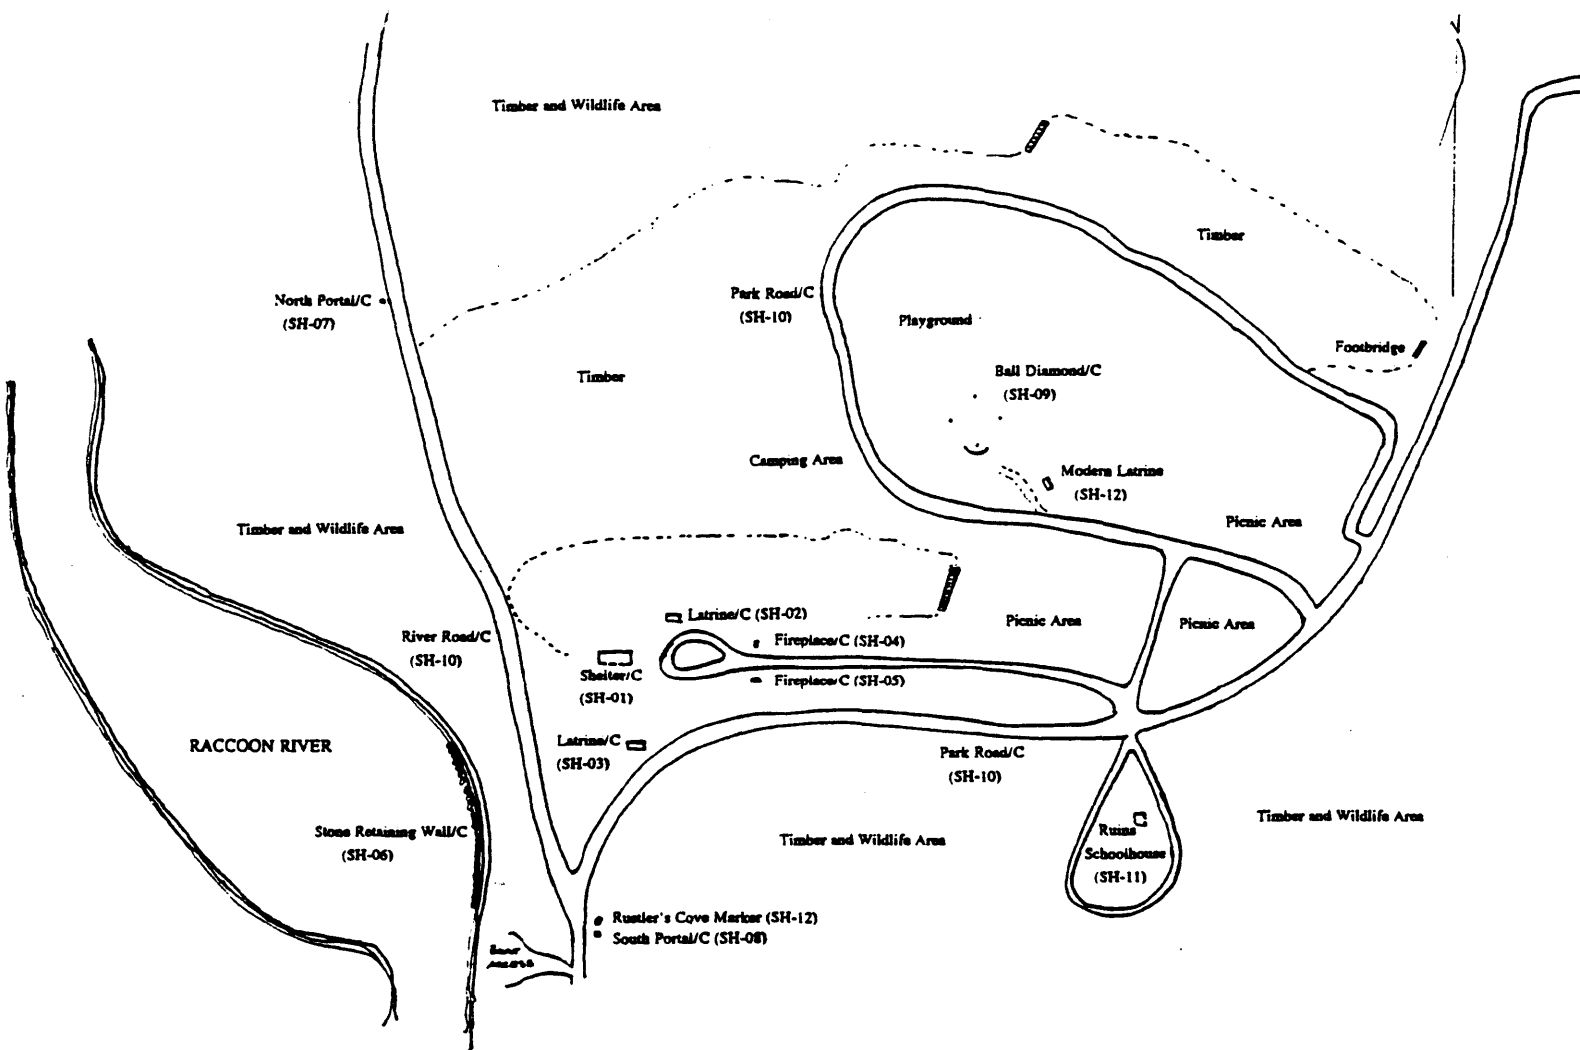 Timber and Wildlife Area
Timber
North Portal/C
(SH-07)
Park Road/C
(SH-10)
Playground
Footbridge
Timber
Ball Diamond/C
(SH-09)
Camping Area
Modern Latrine
(SH-12)
Timber and Wildlife Area
Picnic Area
Latrine/C (SH-02)
River Road/C
(SH-10)
Fireplace/C (SH-04)
Picnic Area
Picnic Area
Shelter/C
(SH-01)
Fireplace/C (SH-05)
RACCOON RIVER
Latrine/C
(SH-03)
Park Road/C
(SH-10)
Stone Retaining Wall/C
(SH-06)
Timber and Wildlife Area
Ruins
Schoolhouse
(SH-11)
Timber and Wildlife Area
Rustler's Cove Marker (SH-12)
South Portal/C (SH-08)